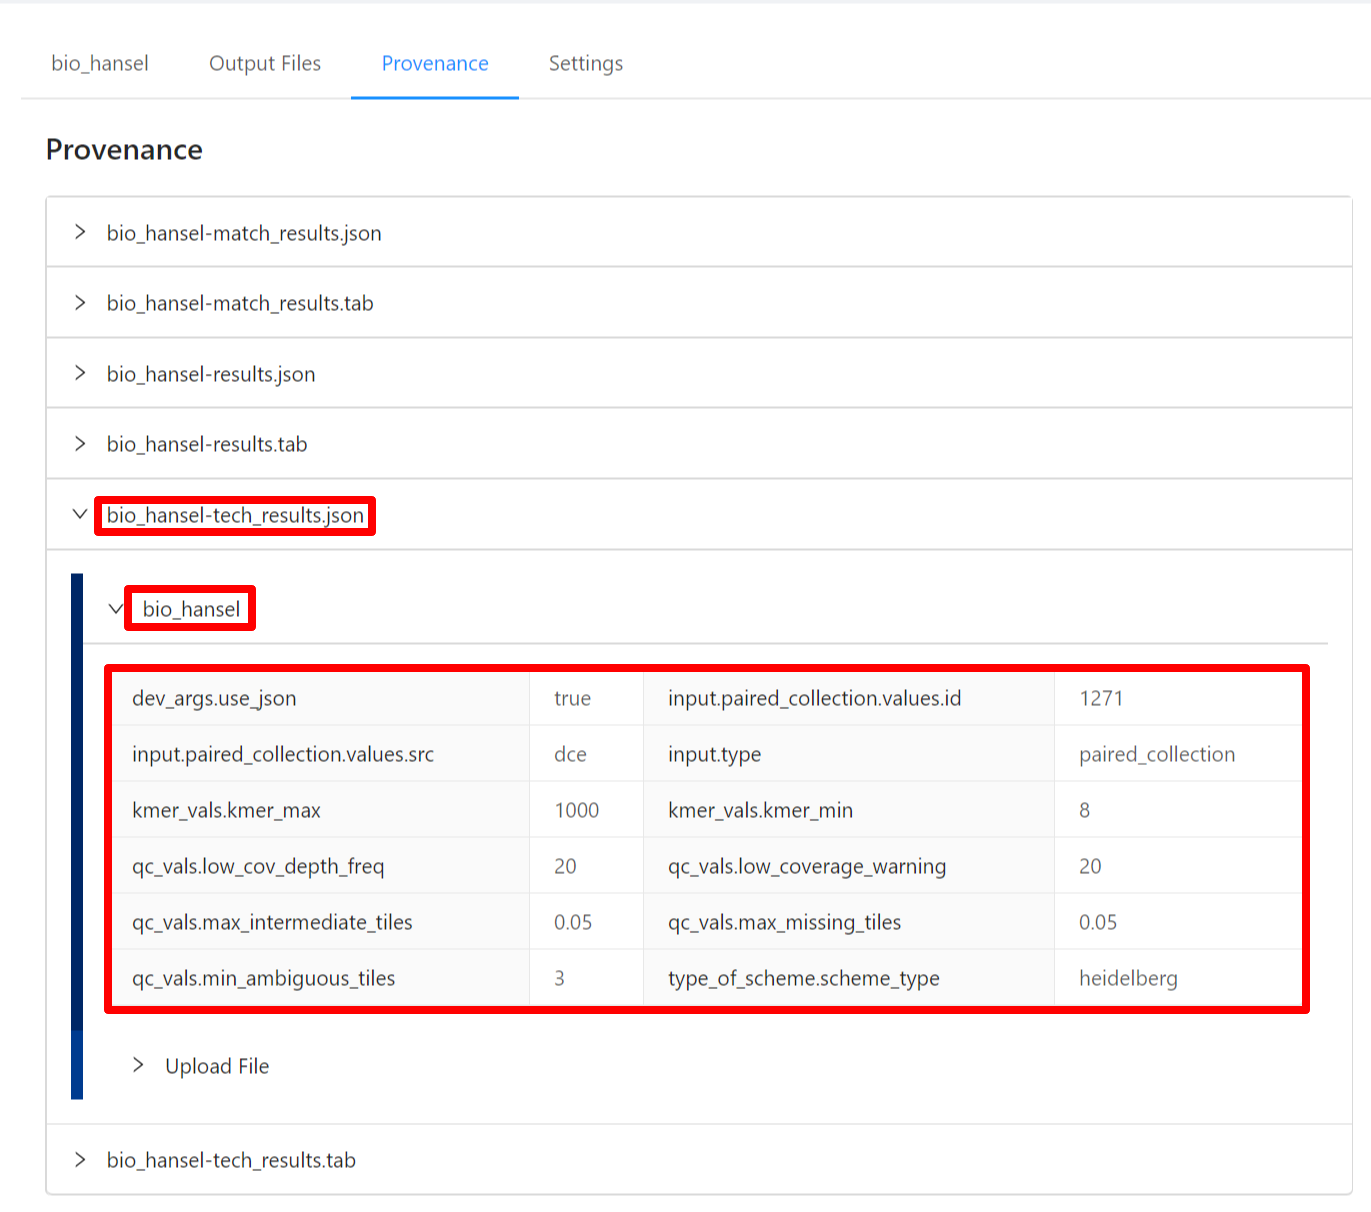 bio_hansel Output Files Provenance Settings
Provenance
bio_hansel-match_results.json
bio_hansel-match_results.tab
bio_hansel-results.json
bio_hansel-results.tab
bio_hansel-tech_results.json
bio_hansel
dev_args.use_json true input.paired_collection.values.id 1271
input.paired_collection.values.src dce input.type paired_collection
kmer_vals.kmer_max 1000 kmer_vals.kmer_min 8
qc_vals.low_cov_depth_freq 20 qc_vals.low_coverage_warning 20
qc_vals.max_intermediate_tiles 0.05 qc_vals.max_missing_tiles 0.05
qc_vals.min_ambiguous_tiles 3 type_of_scheme.scheme_type heidelberg
Upload File
bio_hansel-tech_results.tab